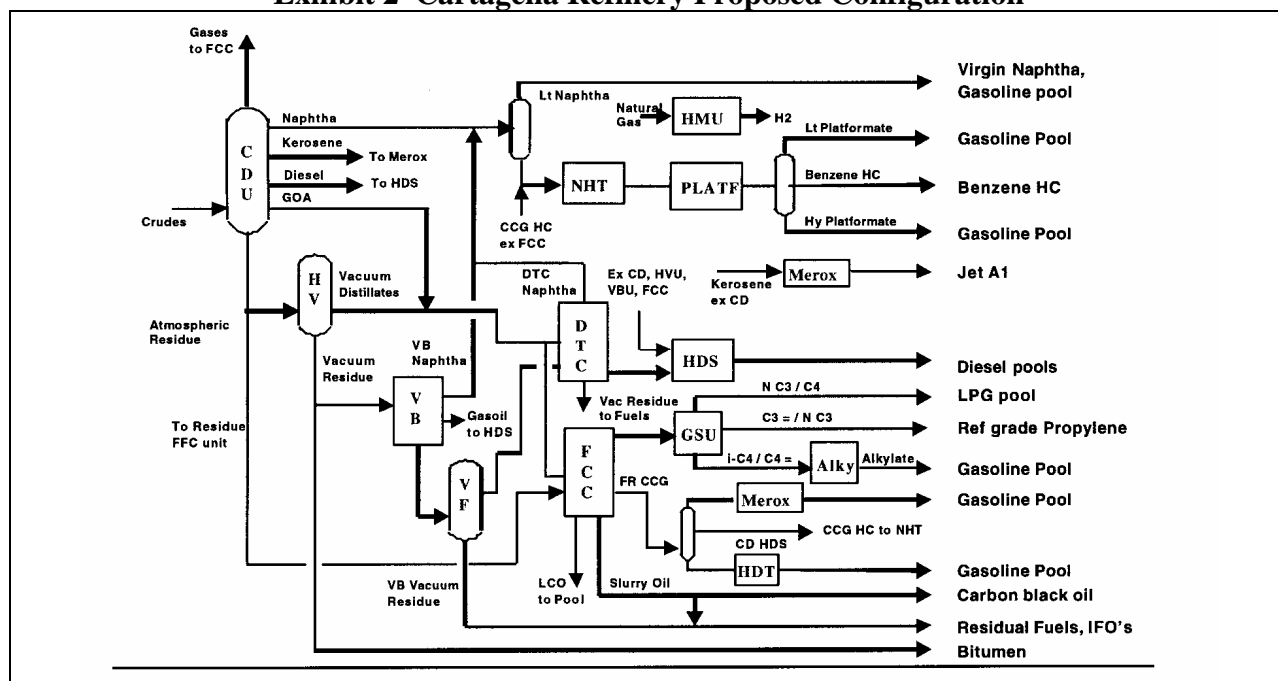 Exhibit 2 Cartagena Refinery Proposed Configuration
Gases
to FCC
Naphtha
Kerosene
To Merox
Diesel
To HDS
GOA
CDU
Crudes
Lt Naphtha
Virgin Naphtha,
Gasoline pool
Natural
Gas
HMU
H2
Lt Platformate
Gasoline Pool
NHT
PLATF
Benzene HC
Benzene HC
CCG HC
ex FCC
Hy Platformate
Gasoline Pool
HV
Vacuum
Distillates
DTC
Naphtha
Ex CD, HVU,
VBU, FCC
Kerosene
ex CD
Merox
Jet A1
Atmospheric
Residue
DTC
HDS
Diesel pools
Vacuum
Residue
VB
Naphtha
VB
Gasoil
to HDS
Vac Residue
to Fuels
N C3 / C4
LPG pool
GSU
C3 = / N C3
Ref grade Propylene
To Residue
FFC unit
i-C4 / C4 =
Alky
Alkylate
Gasoline Pool
VF
FCC
FR CCG
Merox
Gasoline Pool
CCG HC to NHT
CD HDS
HDT
Gasoline Pool
VB Vacuum
Residue
LCO
to Pool
Slurry Oil
Carbon black oil
Residual Fuels, IFO's
Bitumen